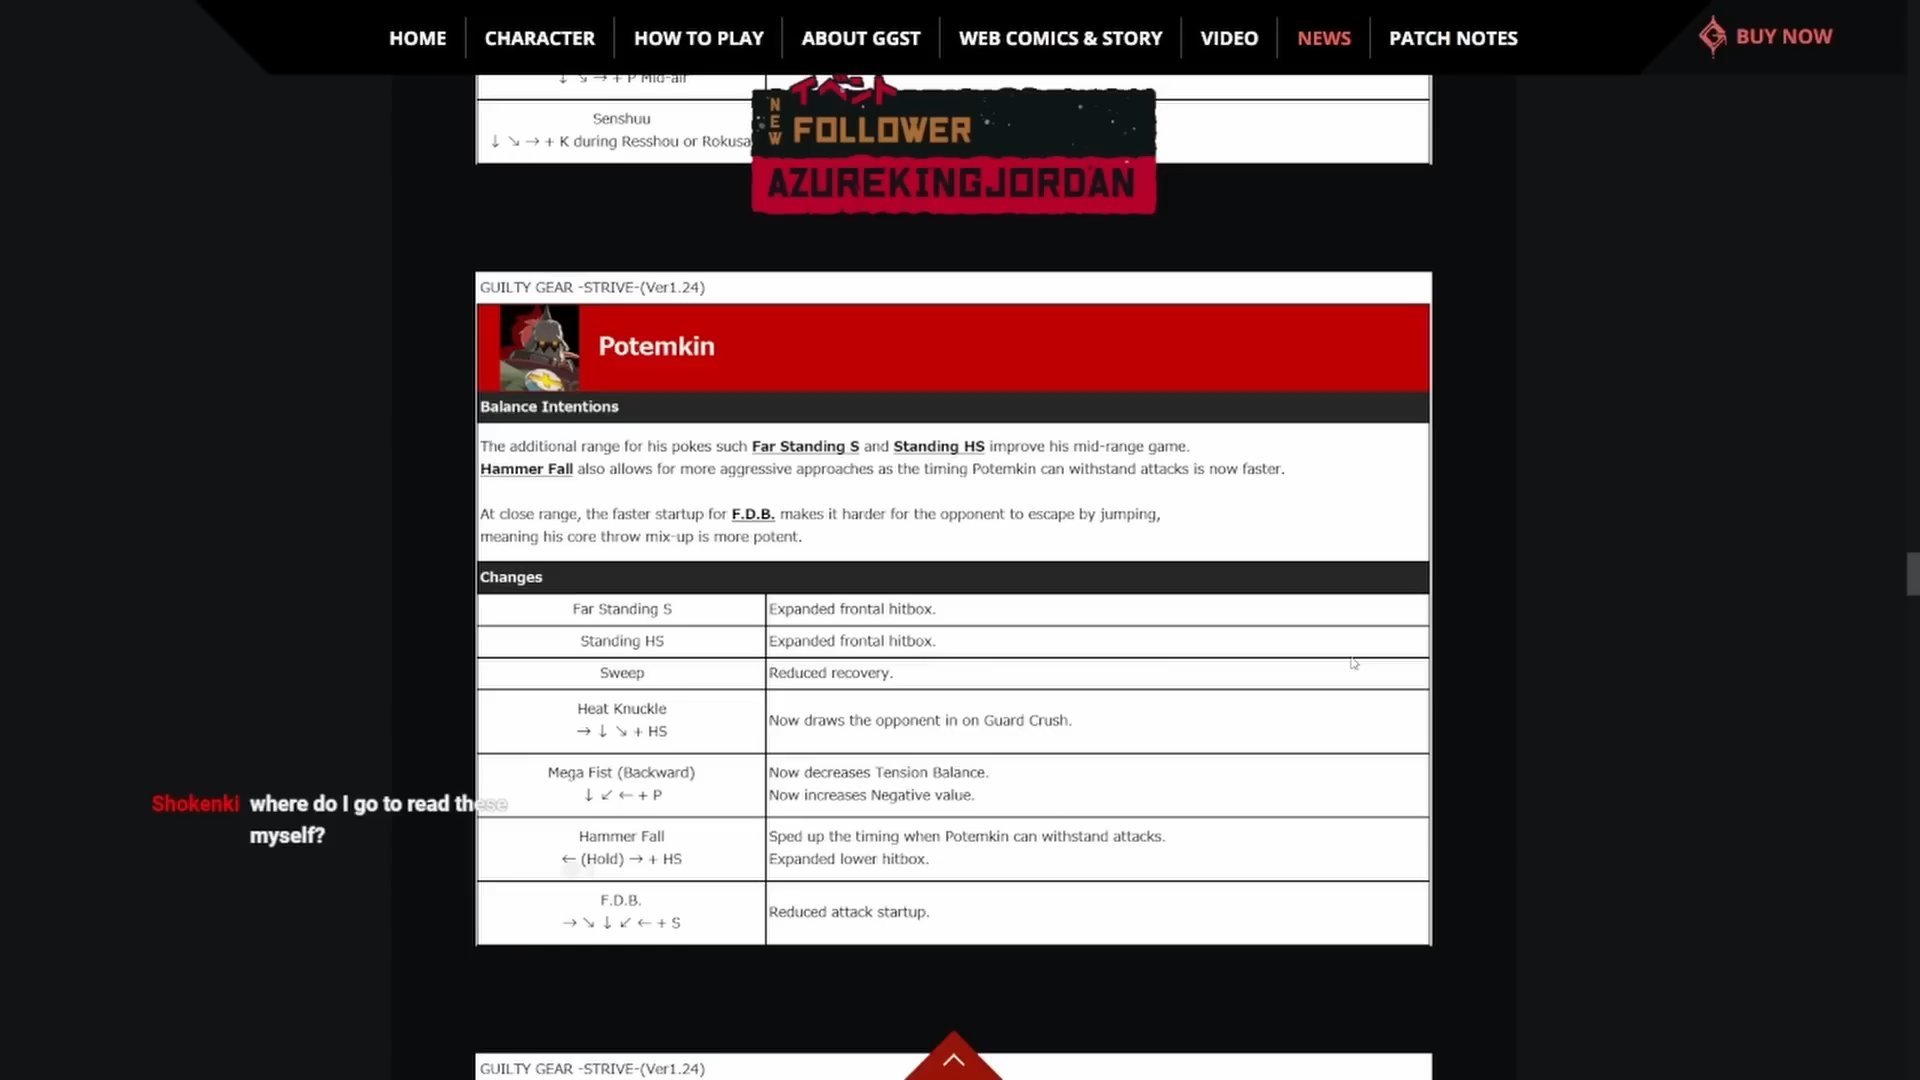 HOME
CHARACTER
HOW TO PLAY
ABOUT GGST
WEB COMICS & STORY
VIDEO
NEWS
PATCH NOTES
BUY NOW
↓ ↘ → + P Mid-air
Senshuu
↓ ↘ → + K during Resshou or Rokusa
イベント
NEW
FOLLOWER
AZUREKINGJORDAN
GUILTY GEAR -STRIVE-(Ver1.24)
Potemkin
Balance Intentions
The additional range for his pokes such Far Standing S and Standing HS improve his mid-range game.
Hammer Fall also allows for more aggressive approaches as the timing Potemkin can withstand attacks is now faster.
At close range, the faster startup for F.D.B. makes it harder for the opponent to escape by jumping,
meaning his core throw mix-up is more potent.
Changes
Far Standing S
Expanded frontal hitbox.
Standing HS
Expanded frontal hitbox.
Sweep
Reduced recovery.
Heat Knuckle
→ ↓ ↘ + HS
Now draws the opponent in on Guard Crush.
Mega Fist (Backward)
↓ ↙ ← + P
Now decreases Tension Balance.
Now increases Negative value.
Hammer Fall
← (Hold) → + HS
Sped up the timing when Potemkin can withstand attacks.
Expanded lower hitbox.
F.D.B.
→ ↘ ↓ ↙ ← + S
Reduced attack startup.
Shokenki where do I go to read these
myself?
GUILTY GEAR -STRIVE-(Ver1.24)